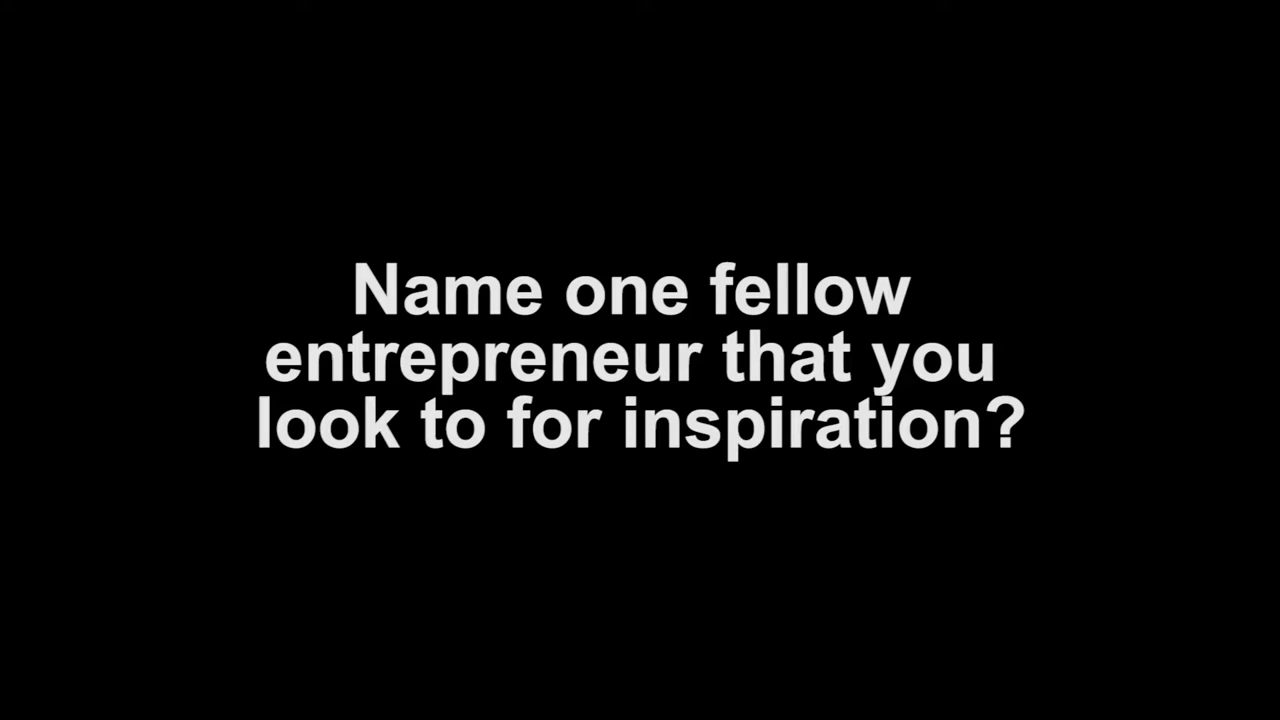 Name one fellow
entrepreneur that you
look to for inspiration?